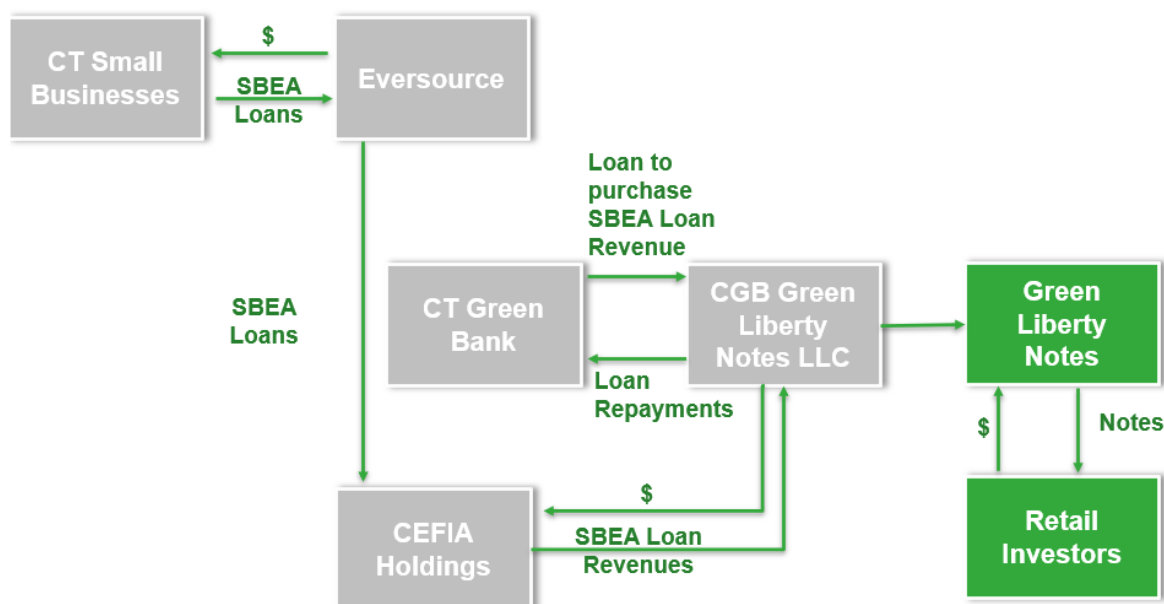 CT Small
Businesses
$
SBEA
Loans
Eversource
Loan to
purchase
SBEA Loan
Revenue
SBEA
Loans
CT Green
Bank
CGB Green
Liberty
Notes LLC
Green
Liberty
Notes
Loan
Repayments
$
Notes
CEFIA
Holdings
$
SBEA Loan
Revenues
Retail
Investors